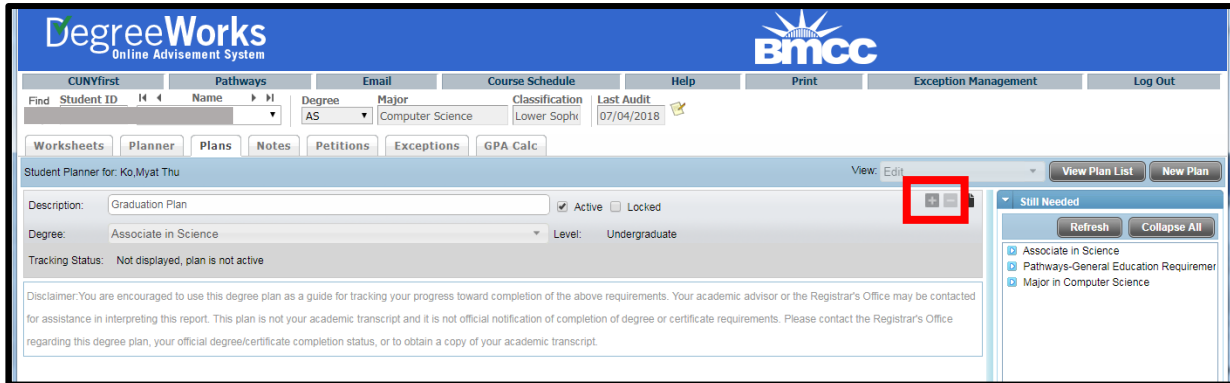 DegreeWorks
Online Advisement System
BMCC
CUNYfirst Pathways Email Course Schedule Help Print Exception Management Log Out
Find Student ID Name Degree Major Classification Last Audit
AS Computer Science Lower Sopho 07/04/2018
Worksheets Planner Plans Notes Petitions Exceptions GPA Calc
Student Planner for: Ko,Myat Thu View: Edit View Plan List New Plan
Description: Graduation Plan Active Locked Still Needed
Refresh Collapse All
Degree: Associate in Science Level: Undergraduate
Associate in Science
Tracking Status: Not displayed, plan is not active
Pathways-General Education Requiremer
Major in Computer Science
Disclaimer:You are encouraged to use this degree plan as a guide for tracking your progress toward completion of the above requirements. Your academic advisor or the Registrar's Office may be contacted
for assistance in interpreting this report. This plan is not your academic transcript and it is not official notification of completion of degree or certificate requirements. Please contact the Registrar's Office
regarding this degree plan, your official degree/certificate completion status, or to obtain a copy of your academic transcript.